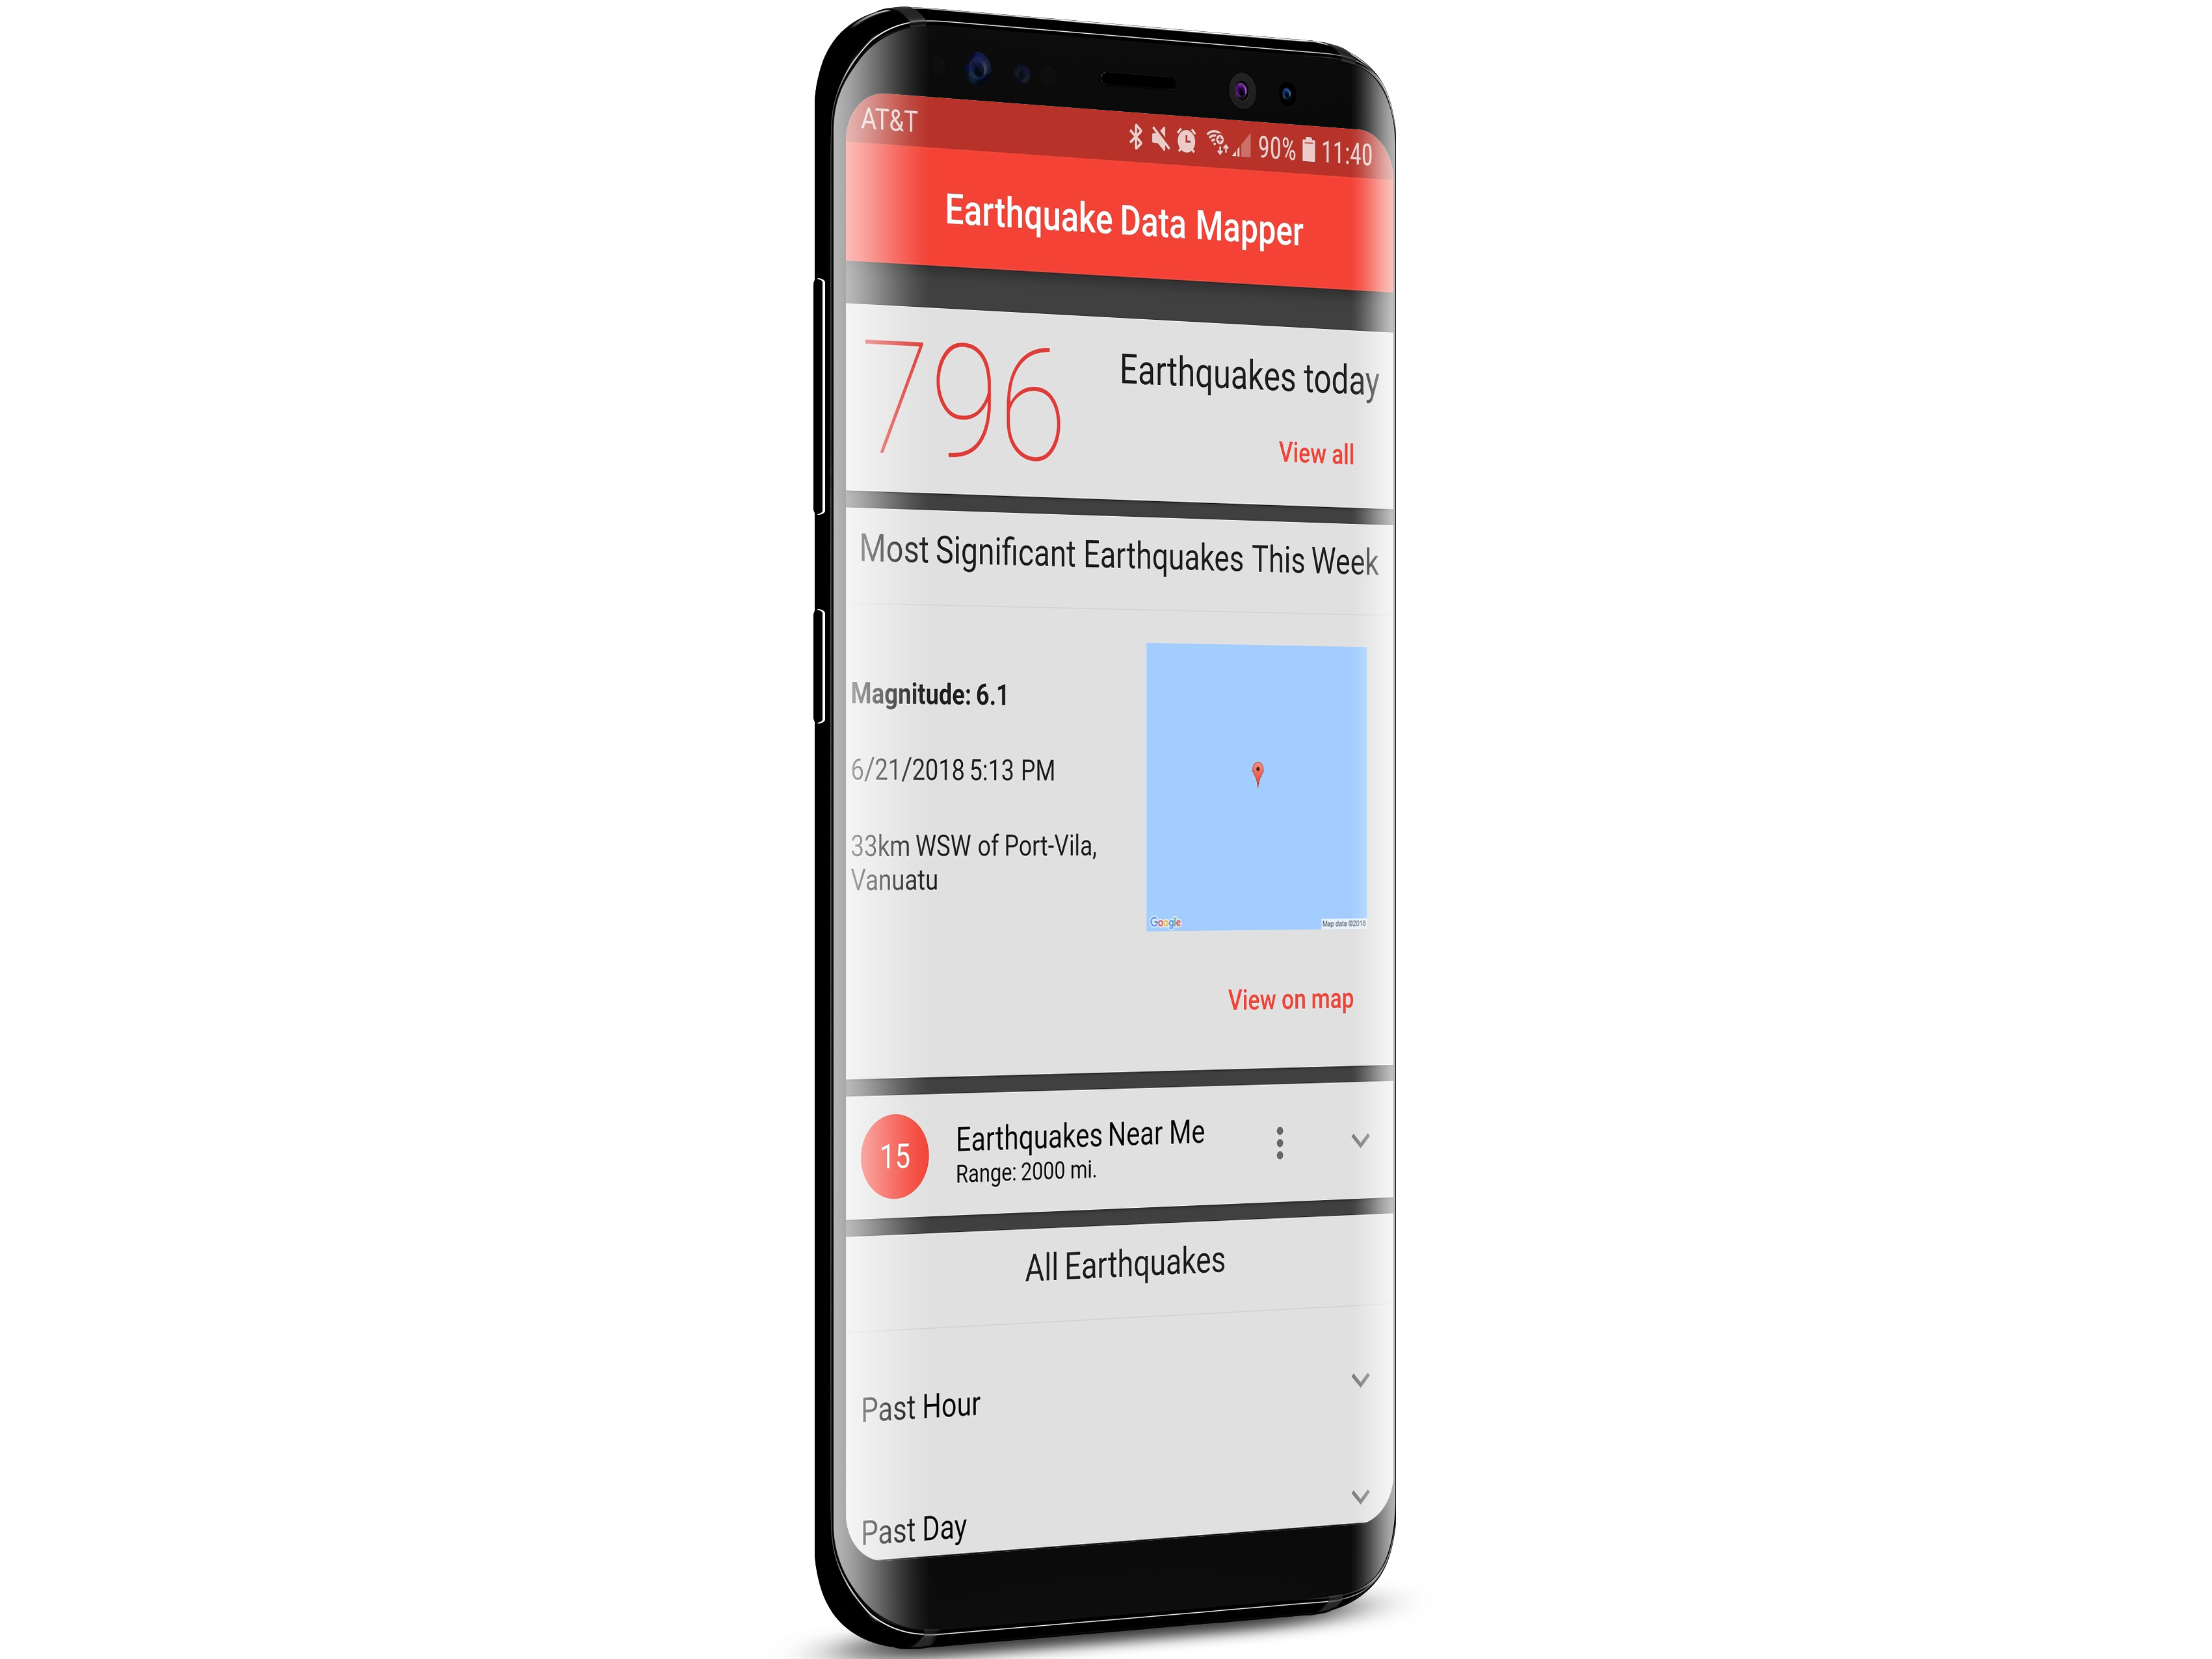 AT&T 90% 11:40
Earthquake Data Mapper
796 Earthquakes today
View all
Most Significant Earthquakes This Week
Magnitude: 6.1
6/21/2018 5:13 PM
33km WSW of Port-Vila,
Vanuatu
Google Map data ©2018
View on map
15 Earthquakes Near Me
Range: 2000 mi.
All Earthquakes
Past Hour
Past Day